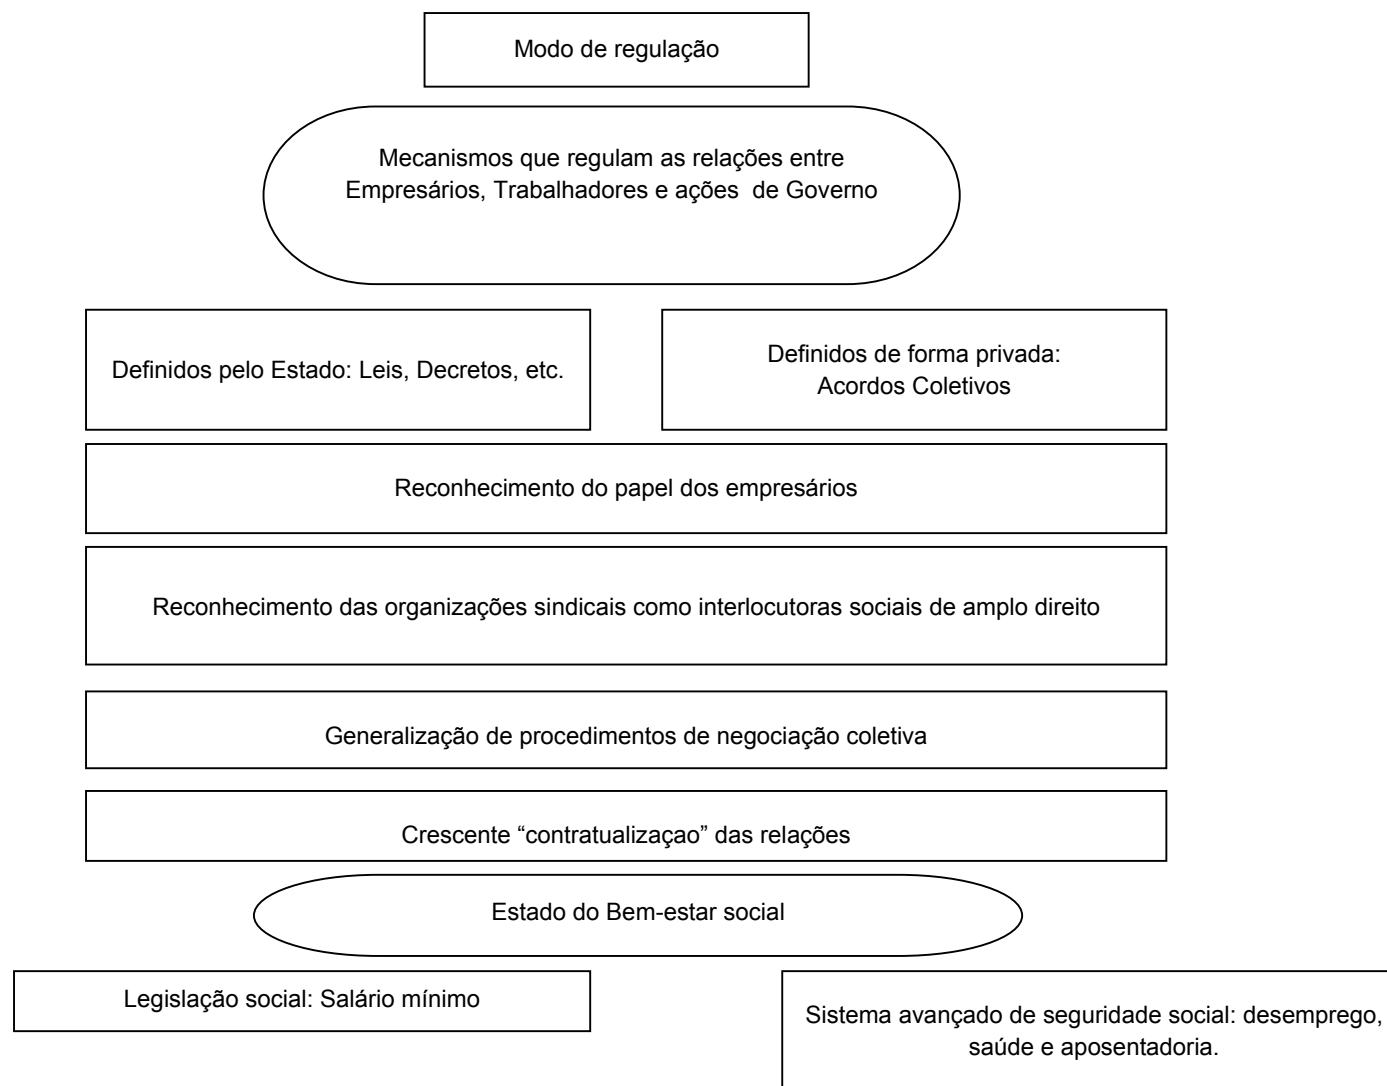 Modo de regulação
Mecanismos que regulam as relações entre
Empresários, Trabalhadores e ações  de Governo
Definidos pelo Estado: Leis, Decretos, etc.
Definidos de forma privada:
Acordos Coletivos
Reconhecimento do papel dos empresários
Reconhecimento das organizações sindicais como interlocutoras sociais de amplo direito
Generalização de procedimentos de negociação coletiva
Crescente “contratualizaçao” das relações
Estado do Bem-estar social
Legislação social: Salário mínimo
Sistema avançado de seguridade social: desemprego,
saúde e aposentadoria.